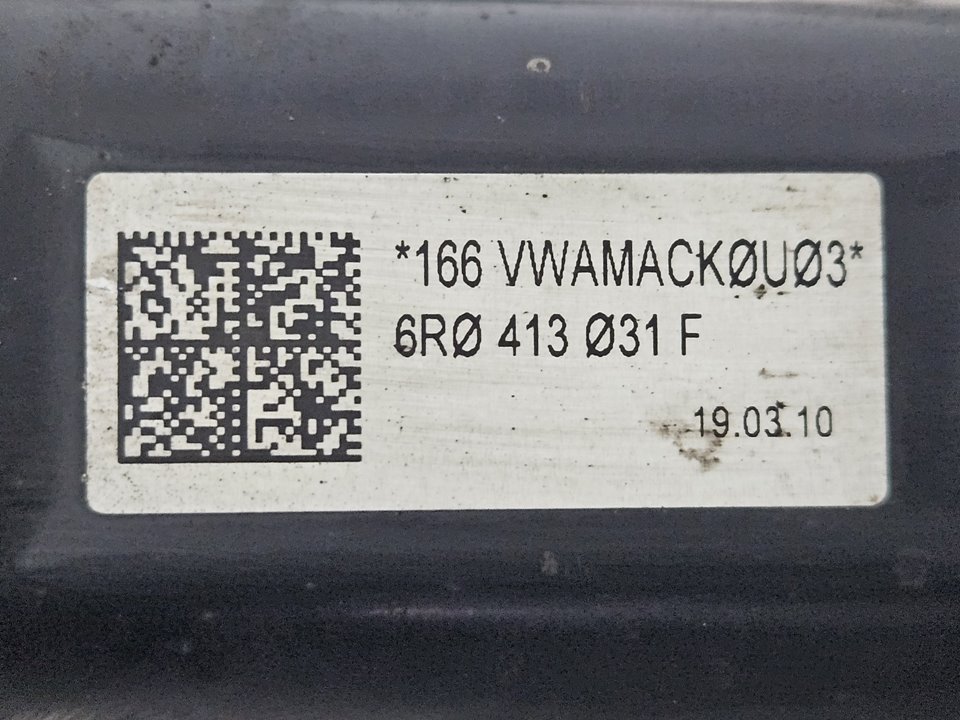 *166 VWAMACKØUØ3*
6RØ 413 Ø31 F
19.03.10